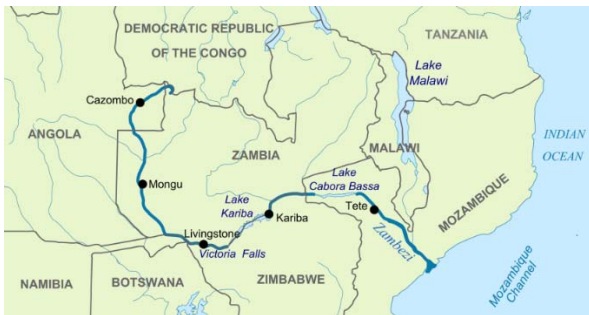 DEMOCRATIC REPUBLIC
OF THE CONGO
TANZANIA
Lake
Malawi
Cazombo
ANGOLA
INDIAN
OCEAN
ZAMBIA
MALAWI
Lake
Cabora Bassa
Mongu
MOZAMBIQUE
Lake
Kariba
Kariba
Tete
Zambezi
Livingstone
Victoria Falls
Mozambique
Channel
NAMIBIA
BOTSWANA
ZIMBABWE